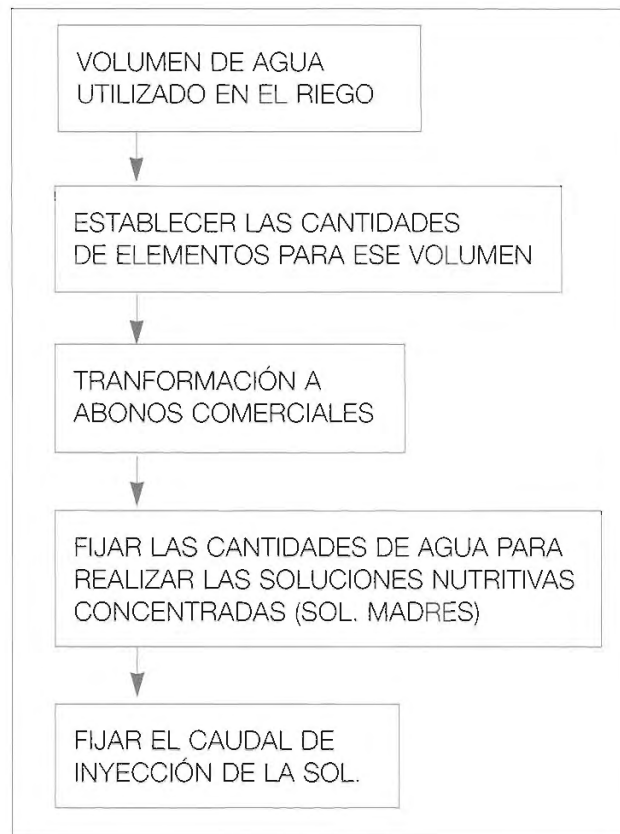 VOLUMEN DE AGUA
UTILIZADO EN EL RIEGO
ESTABLECER LAS CANTIDADES
DE ELEMENTOS PARA ESE VOLUMEN
TRANFORMACIÓN A
ABONOS COMERCIALES
FIJAR LAS CANTIDADES DE AGUA PARA
REALIZAR LAS SOLUCIONES NUTRITIVAS
CONCENTRADAS (SOL. MADRES)
FIJAR EL CAUDAL DE
INYECCIÓN DE LA SOL.